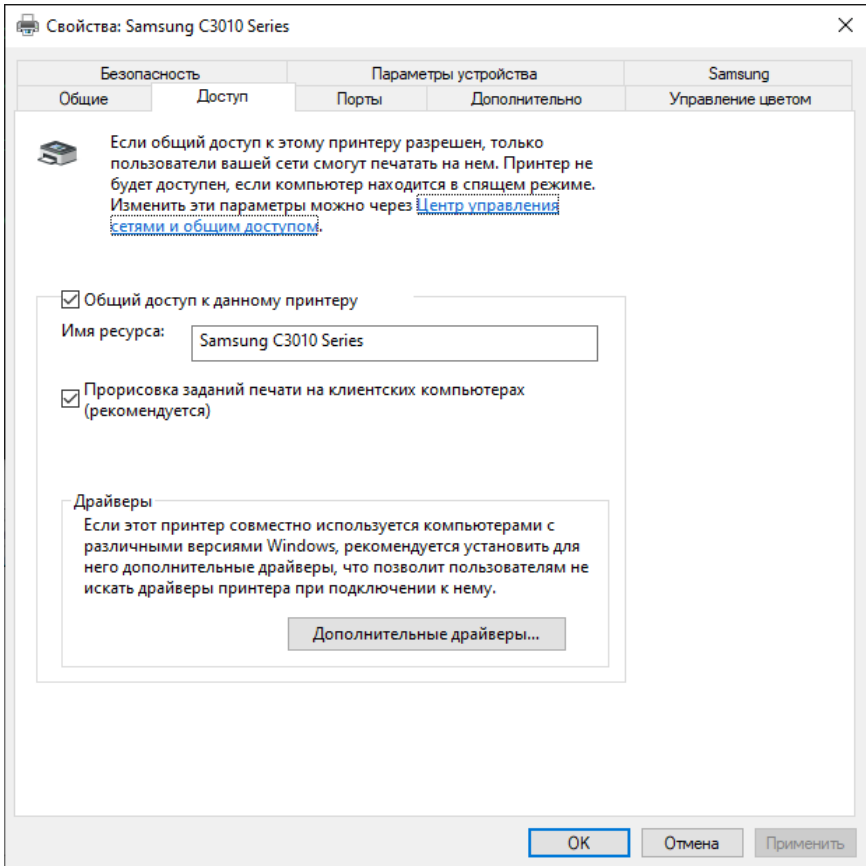 Свойства: Samsung C3010 Series
Безопасность
Параметры устройства
Samsung
Общие
Доступ
Порты
Дополнительно
Управление цветом
Если общий доступ к этому принтеру разрешен, только
пользователи вашей сети смогут печатать на нем. Принтер не
будет доступен, если компьютер находится в спящем режиме.
Изменить эти параметры можно через Центр управления
сетями и общим доступом.
Общий доступ к данному принтеру
Имя ресурса:
Samsung C3010 Series
Прорисовка заданий печати на клиентских компьютерах
(рекомендуется)
Драйверы
Если этот принтер совместно используется компьютерами с
различными версиями Windows, рекомендуется установить для
него дополнительные драйверы, что позволит пользователям не
искать драйверы принтера при подключении к нему.
Дополнительные драйверы...
ОК
Отмена
Применить